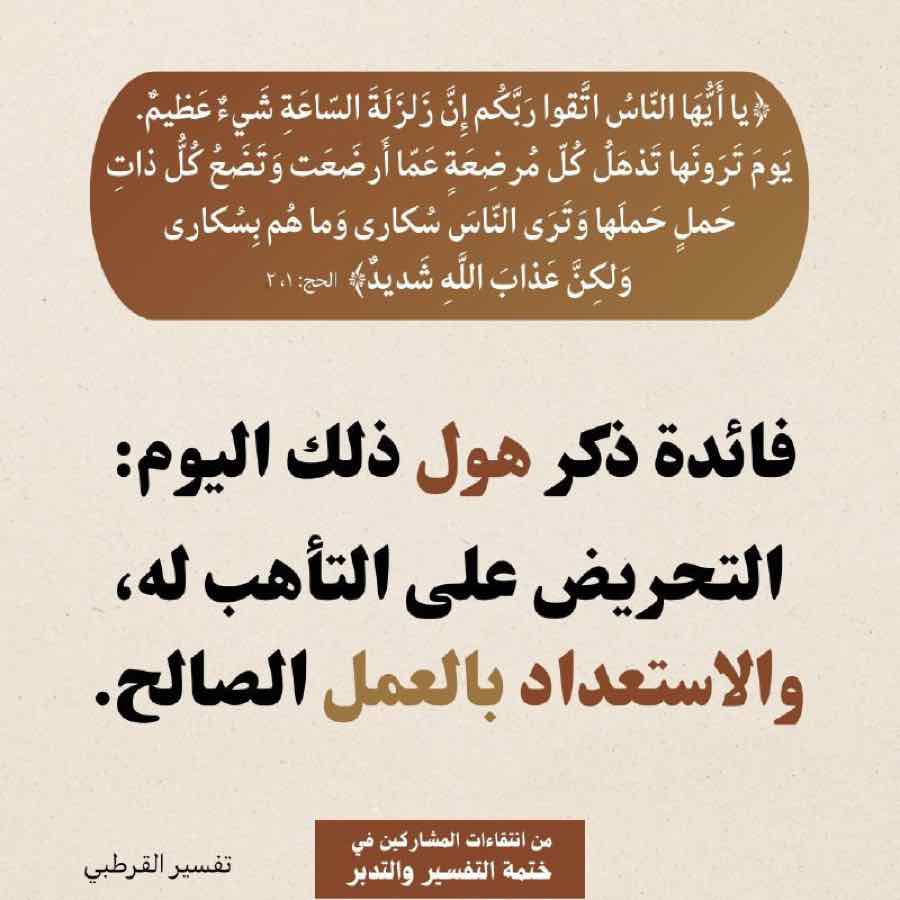 ﴿يا أَيُّهَا النّاسُ اتَّقوا رَبَّكُم إِنَّ زَلزَلَةَ السّاعَةِ شَيءٌ عَظيمٌ.
يَومَ تَرَونَها تَذهَلُ كُلّ مُرضِعَةٍ عَمّا أَرضَعَت وَتَضَعُ كُلُّ ذاتِ
حَملٍ حَملَها وَتَرَى النّاسَ سُكارى وَما هُم بِسُكارى
وَلكِنَّ عَذابَ اللَّهِ شَديدٌ﴾ الحج: ١، ٢
فائدة ذكر هول ذلك اليوم:
التحريض على التأهب له،
والاستعداد بالعمل الصالح.
من انتقاءات المشاركين في
ختمة التفسير والتدبر
تفسير القرطبي